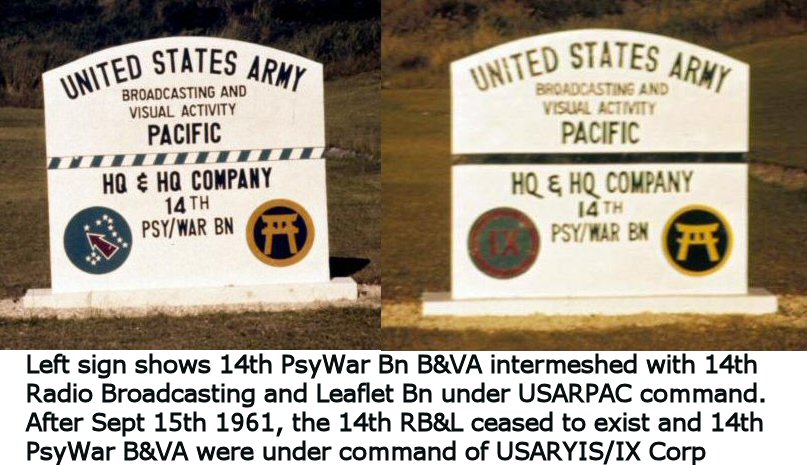 UNITED STATES ARMY
BROADCASTING AND
VISUAL ACTIVITY
PACIFIC
HQ & HQ COMPANY
14TH
PSY/WAR BN
UNITED STATES ARMY
BROADCASTING AND
VISUAL ACTIVITY
PACIFIC
HQ & HQ COMPANY
14TH
PSY/WAR BN
IX
Left sign shows 14th PsyWar Bn B&VA intermeshed with 14th
Radio Broadcasting and Leaflet Bn under USARPAC command.
After Sept 15th 1961, the 14th RB&L ceased to exist and 14th
PsyWar B&VA were under command of USARYIS/IX Corp